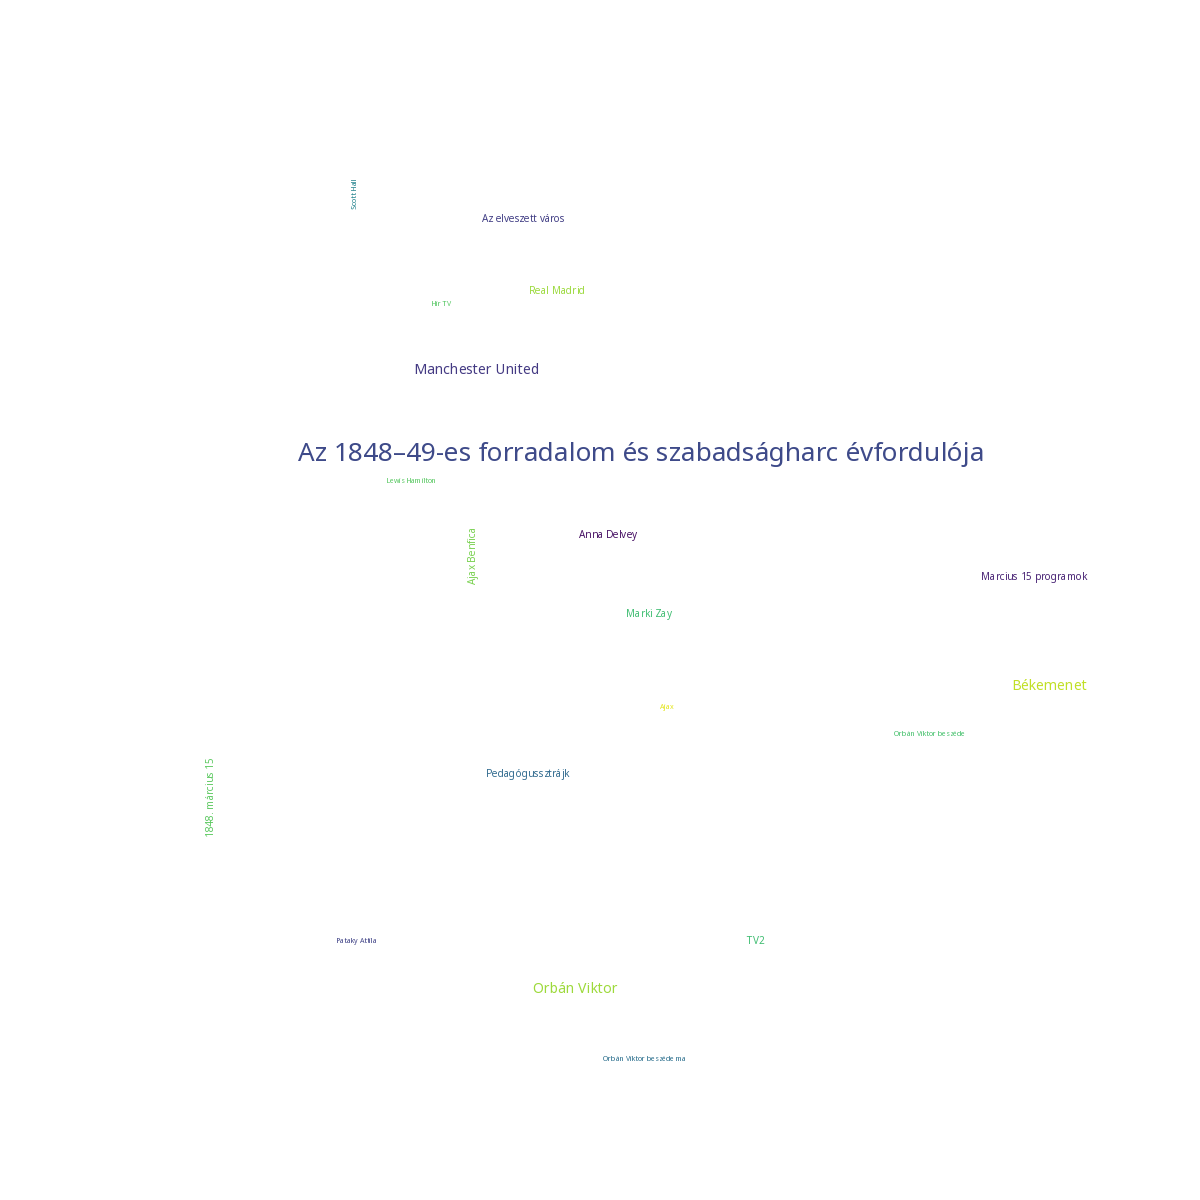 Scott Hall
Az elveszett város
Real Madrid
Hír TV
Manchester United
Az 1848–49-es forradalom és szabadságharc évfordulója
Lewis Hamilton
Ajax Benfica
Anna Delvey
Marcius 15 programok
Marki Zay
Békemenet
Ajax
Orbán Viktor beszéde
Pedagógussztrájk
1848. március 15
Pataky Attila
TV2
Orbán Viktor
Orbán Viktor beszéde ma